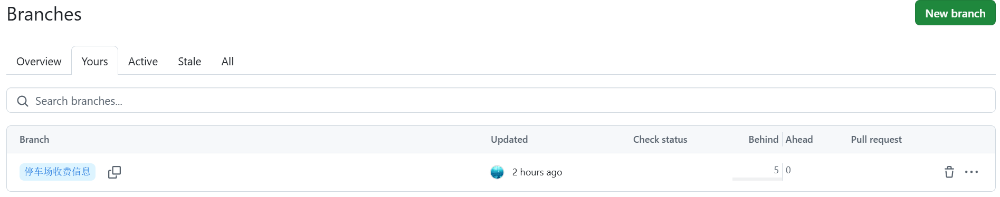 Branches
New branch
Overview Yours Active Stale All
Search branches...
Branch Updated Check status Behind Ahead Pull request
停车场收费信息 2 hours ago 5 0